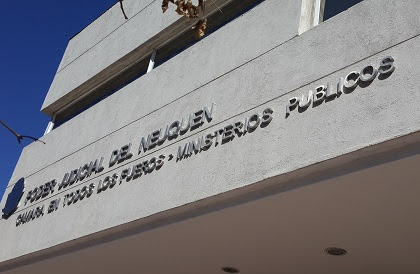 PODER JUDICIAL DEL NEUQUEN
CAMARA EN TODOS LOS FUEROS - MINISTERIOS PUBLICOS